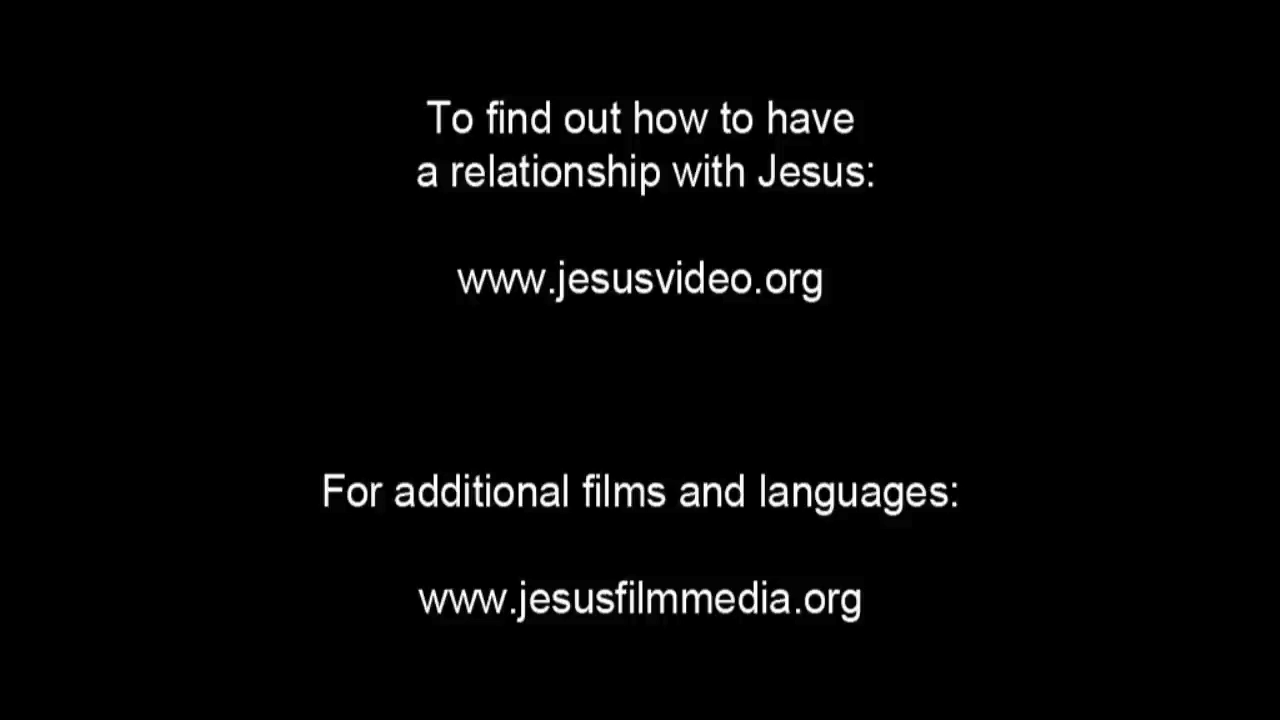 To find out how to have
a relationship with Jesus:
www.jesusvideo.org
For additional films and languages:
www.jesusfilmmedia.org